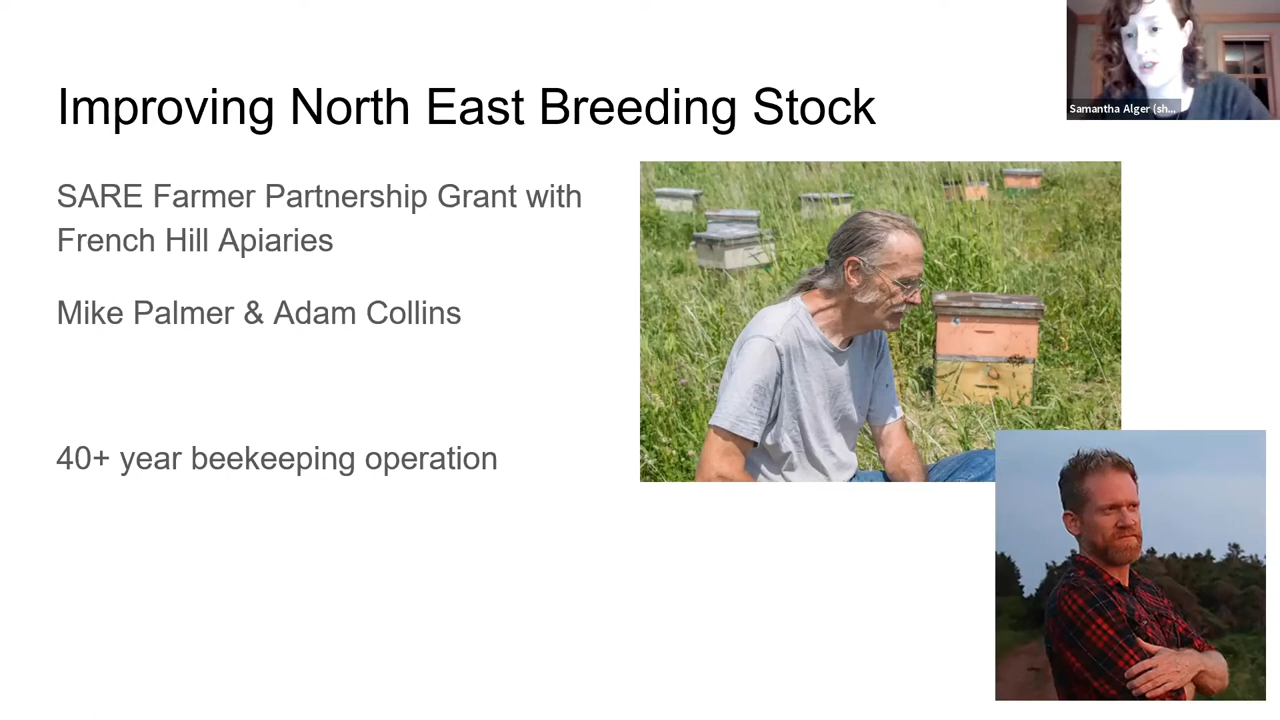 Improving North East Breeding Stock
Samantha Alger (sh...
SARE Farmer Partnership Grant with
French Hill Apiaries
Mike Palmer & Adam Collins
40+ year beekeeping operation